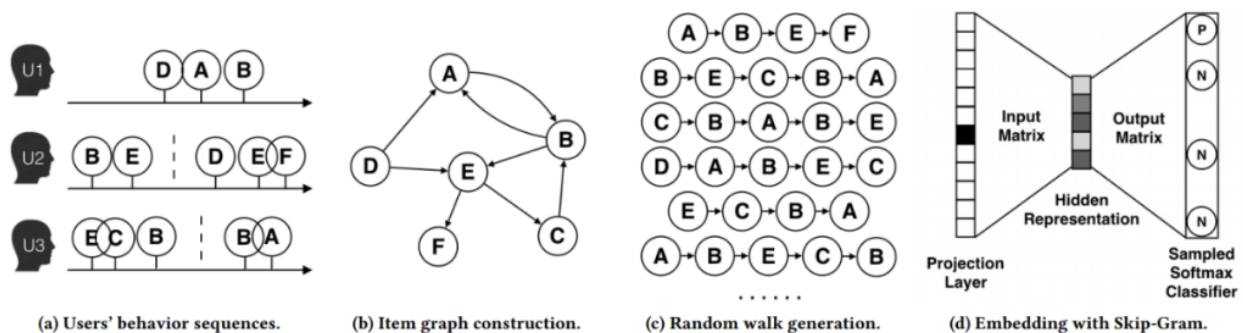 U1
D A B
U2
B E D E F
U3
E C B B A
(a) Users' behavior sequences.
A
B
D
E
F
C
(b) Item graph construction.
A B E F
B E C B A
C B A B E
D A B E C
E C B A
A B E C B
......
(c) Random walk generation.
P
N
N
N
Input
Matrix
Output
Matrix
Hidden
Representation
Projection
Layer
Sampled
Softmax
Classifier
(d) Embedding with Skip-Gram.